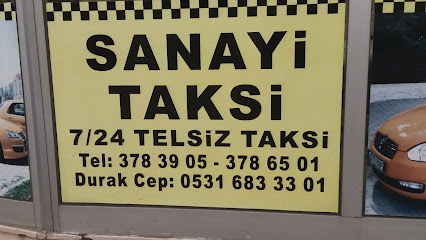 SANAYi
TAKSi
7/24 TELSiZ TAKSi
Tel: 378 39 05 - 378 65 01
Durak Cep: 0531 683 33 01